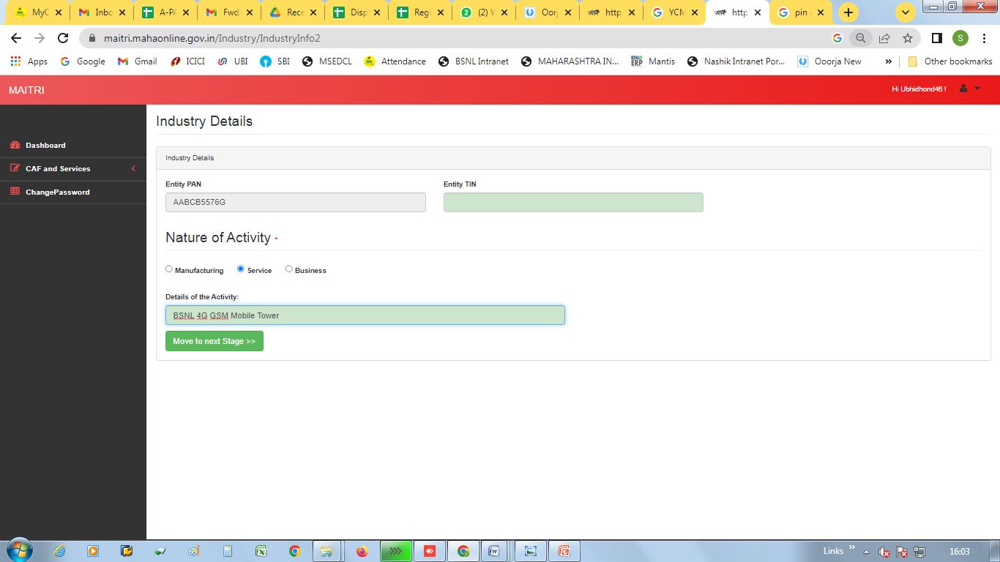 MyC
Inbc
A-PA
Fwd
Rece
Disp
Regi
(2) W
Oorj
http
YCM
http
pin
maitri.mahaonline.gov.in/Industry/IndustryInfo2
S
Apps
Google
Gmail
ICICI
UBI
SBI
MSEDCL
Attendance
BSNL Intranet
MAHARASHTRA IN...
Mantis
Nashik Intranet Por...
Ooorja New
»
Other bookmarks
MAITRI
Hi Ubhidhond46 !
Dashboard
CAF and Services
ChangePassword
Industry Details
Industry Details
Entity PAN
Entity TIN
AABCB5576G
Nature of Activity *
Manufacturing
Service
Business
Details of the Activity:
BSNL 4G GSM Mobile Tower
Move to next Stage >>
Links »
16:03